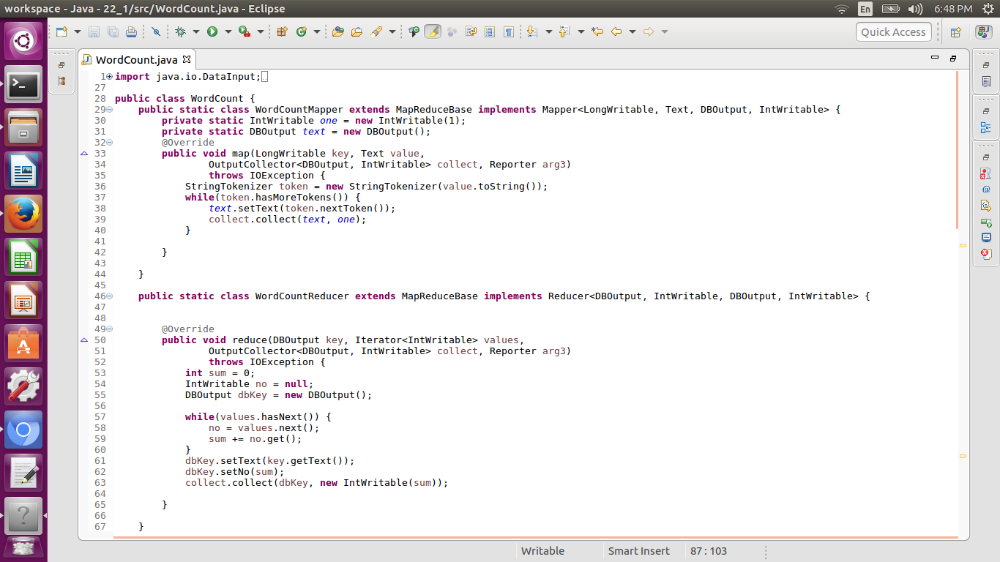 workspace - Java - 22_1/src/WordCount.java - Eclipse
En
6:48 PM
Quick Access
WordCount.java
1 import java.io.DataInput;
27
28 public class WordCount {
29     public static class WordCountMapper extends MapReduceBase implements Mapper<LongWritable, Text, DBOutput, IntWritable> {
30         private static IntWritable one = new IntWritable(1);
31         private static DBOutput text = new DBOutput();
32         @Override
33         public void map(LongWritable key, Text value,
34                 OutputCollector<DBOutput, IntWritable> collect, Reporter arg3)
35                 throws IOException {
36             StringTokenizer token = new StringTokenizer(value.toString());
37             while(token.hasMoreTokens()) {
38                 text.setText(token.nextToken());
39                 collect.collect(text, one);
40             }
41
42         }
43
44     }
45
46     public static class WordCountReducer extends MapReduceBase implements Reducer<DBOutput, IntWritable, DBOutput, IntWritable> {
47
48
49         @Override
50         public void reduce(DBOutput key, Iterator<IntWritable> values,
51                 OutputCollector<DBOutput, IntWritable> collect, Reporter arg3)
52                 throws IOException {
53             int sum = 0;
54             IntWritable no = null;
55             DBOutput dbKey = new DBOutput();
56
57             while(values.hasNext()) {
58                 no = values.next();
59                 sum += no.get();
60             }
61             dbKey.setText(key.getText());
62             dbKey.setNo(sum);
63             collect.collect(dbKey, new IntWritable(sum));
64
65         }
66
67     }
Writable
Smart Insert
87 : 103